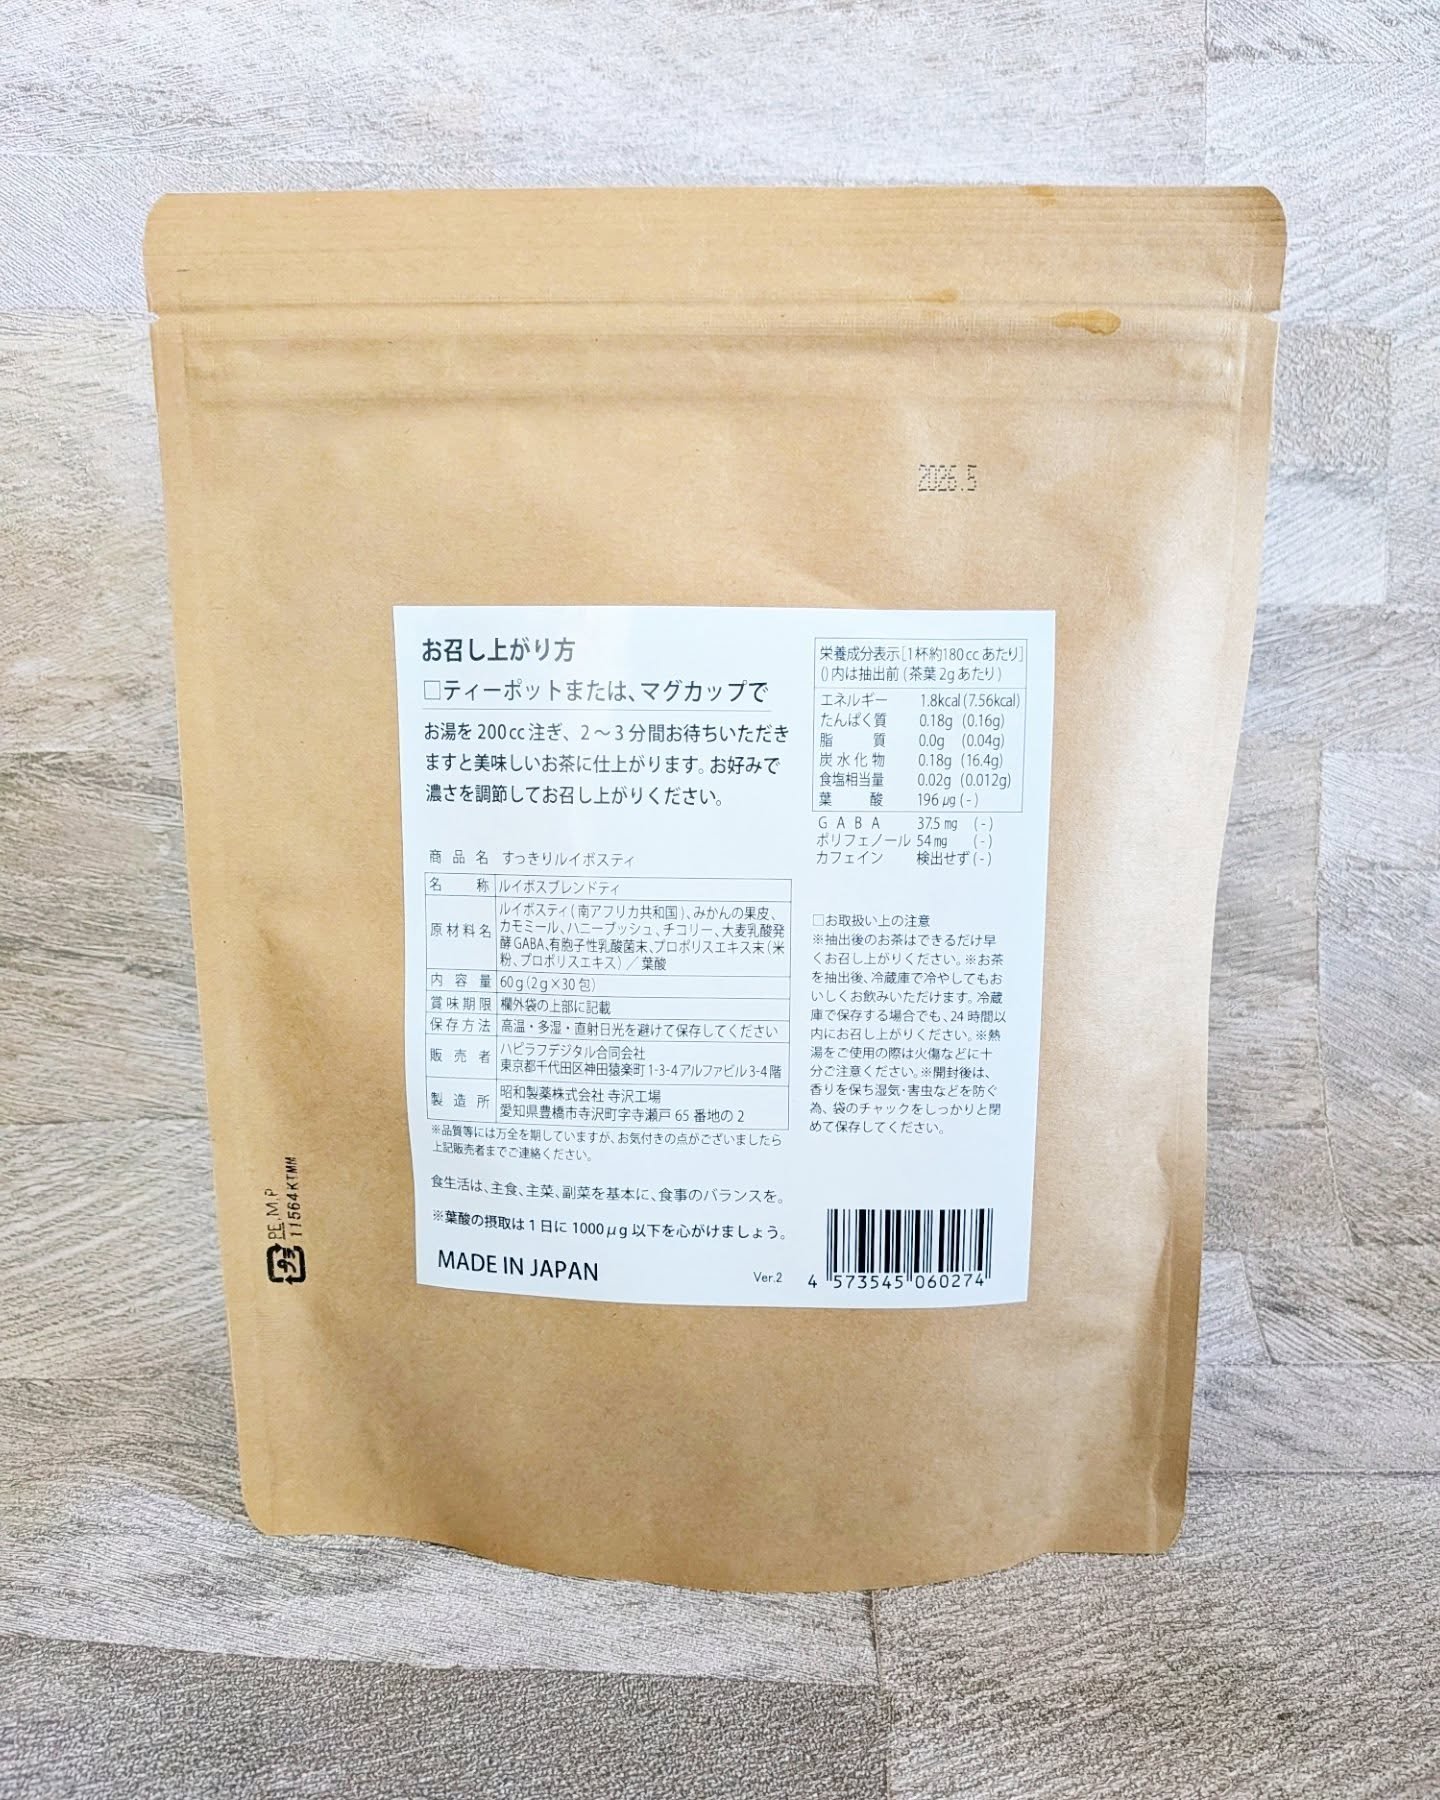 2026.5
お召し上がり方
□ティーポットまたは、マグカップで
お湯を200cc注ぎ、2～3分間お待ちいただき
ますと美味しいお茶に仕上がります。お好みで
濃さを調節してお召し上がりください。
商品名 すっきりルイボスティ
名称 ルイボスブレンドティ
原材料名 ルイボスティ(南アフリカ共和国)、みかんの果皮、
カモミール、ハニーブッシュ、チコリー、大麦乳酸発
酵GABA、有胞子性乳酸菌末、プロポリスエキス末(米
粉、プロポリスエキス)／葉酸
内容量 60g(2g×30包)
賞味期限 欄外袋の上部に記載
保存方法 高温・多湿・直射日光を避けて保存してください
販売者 ハピラフデジタル合同会社
東京都千代田区神田猿楽町1-3-4アルファビル3-4階
製造所 昭和製薬株式会社 寺沢工場
愛知県豊橋市寺沢町字寺瀬戸65番地の2
※品質等には万全を期していますが、お気付きの点がございましたら
上記販売者までご連絡ください。
食生活は、主食、主菜、副菜を基本に、食事のバランスを。
※葉酸の摂取は1日に1000μg以下を心がけましょう。
MADE IN JAPAN
Ver.2
栄養成分表示[1杯約180ccあたり]
()内は抽出前(茶葉2gあたり)
エネルギー 1.8kcal(7.56kcal)
たんぱく質 0.18g (0.16g)
脂質 0.0g (0.04g)
炭水化物 0.18g (16.4g)
食塩相当量 0.02g (0.012g)
葉酸 196μg(-)
GABA 37.5mg (-)
ポリフェノール 54mg (-)
カフェイン 検出せず(-)
□お取扱い上の注意
※抽出後のお茶はできるだけ早
くお召し上がりください。※お茶
を抽出後、冷蔵庫で冷やしてもお
いしくお飲みいただけます。冷蔵
庫で保存する場合でも、24時間以
内にお召し上がりください。※熱
湯をご使用の際は火傷などに十
分ご注意ください。※開封後は、
香りを保ち湿気・害虫などを防ぐ
為、袋のチャックをしっかりと閉
めて保存してください。
4 573545 060274
プラ
PE,M,P
11564KTMM